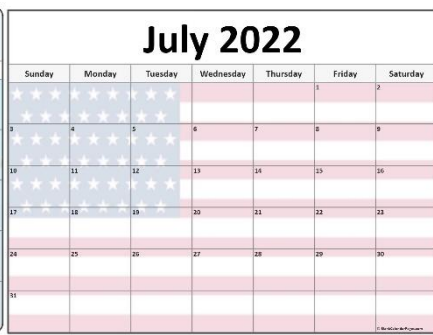 July 2022
Sunday Monday Tuesday Wednesday Thursday Friday Saturday
1 2
3 4 5 6 7 8 9
10 11 12 13 14 15 16
17 18 19 20 21 22 23
24 25 26 27 28 29 30
31